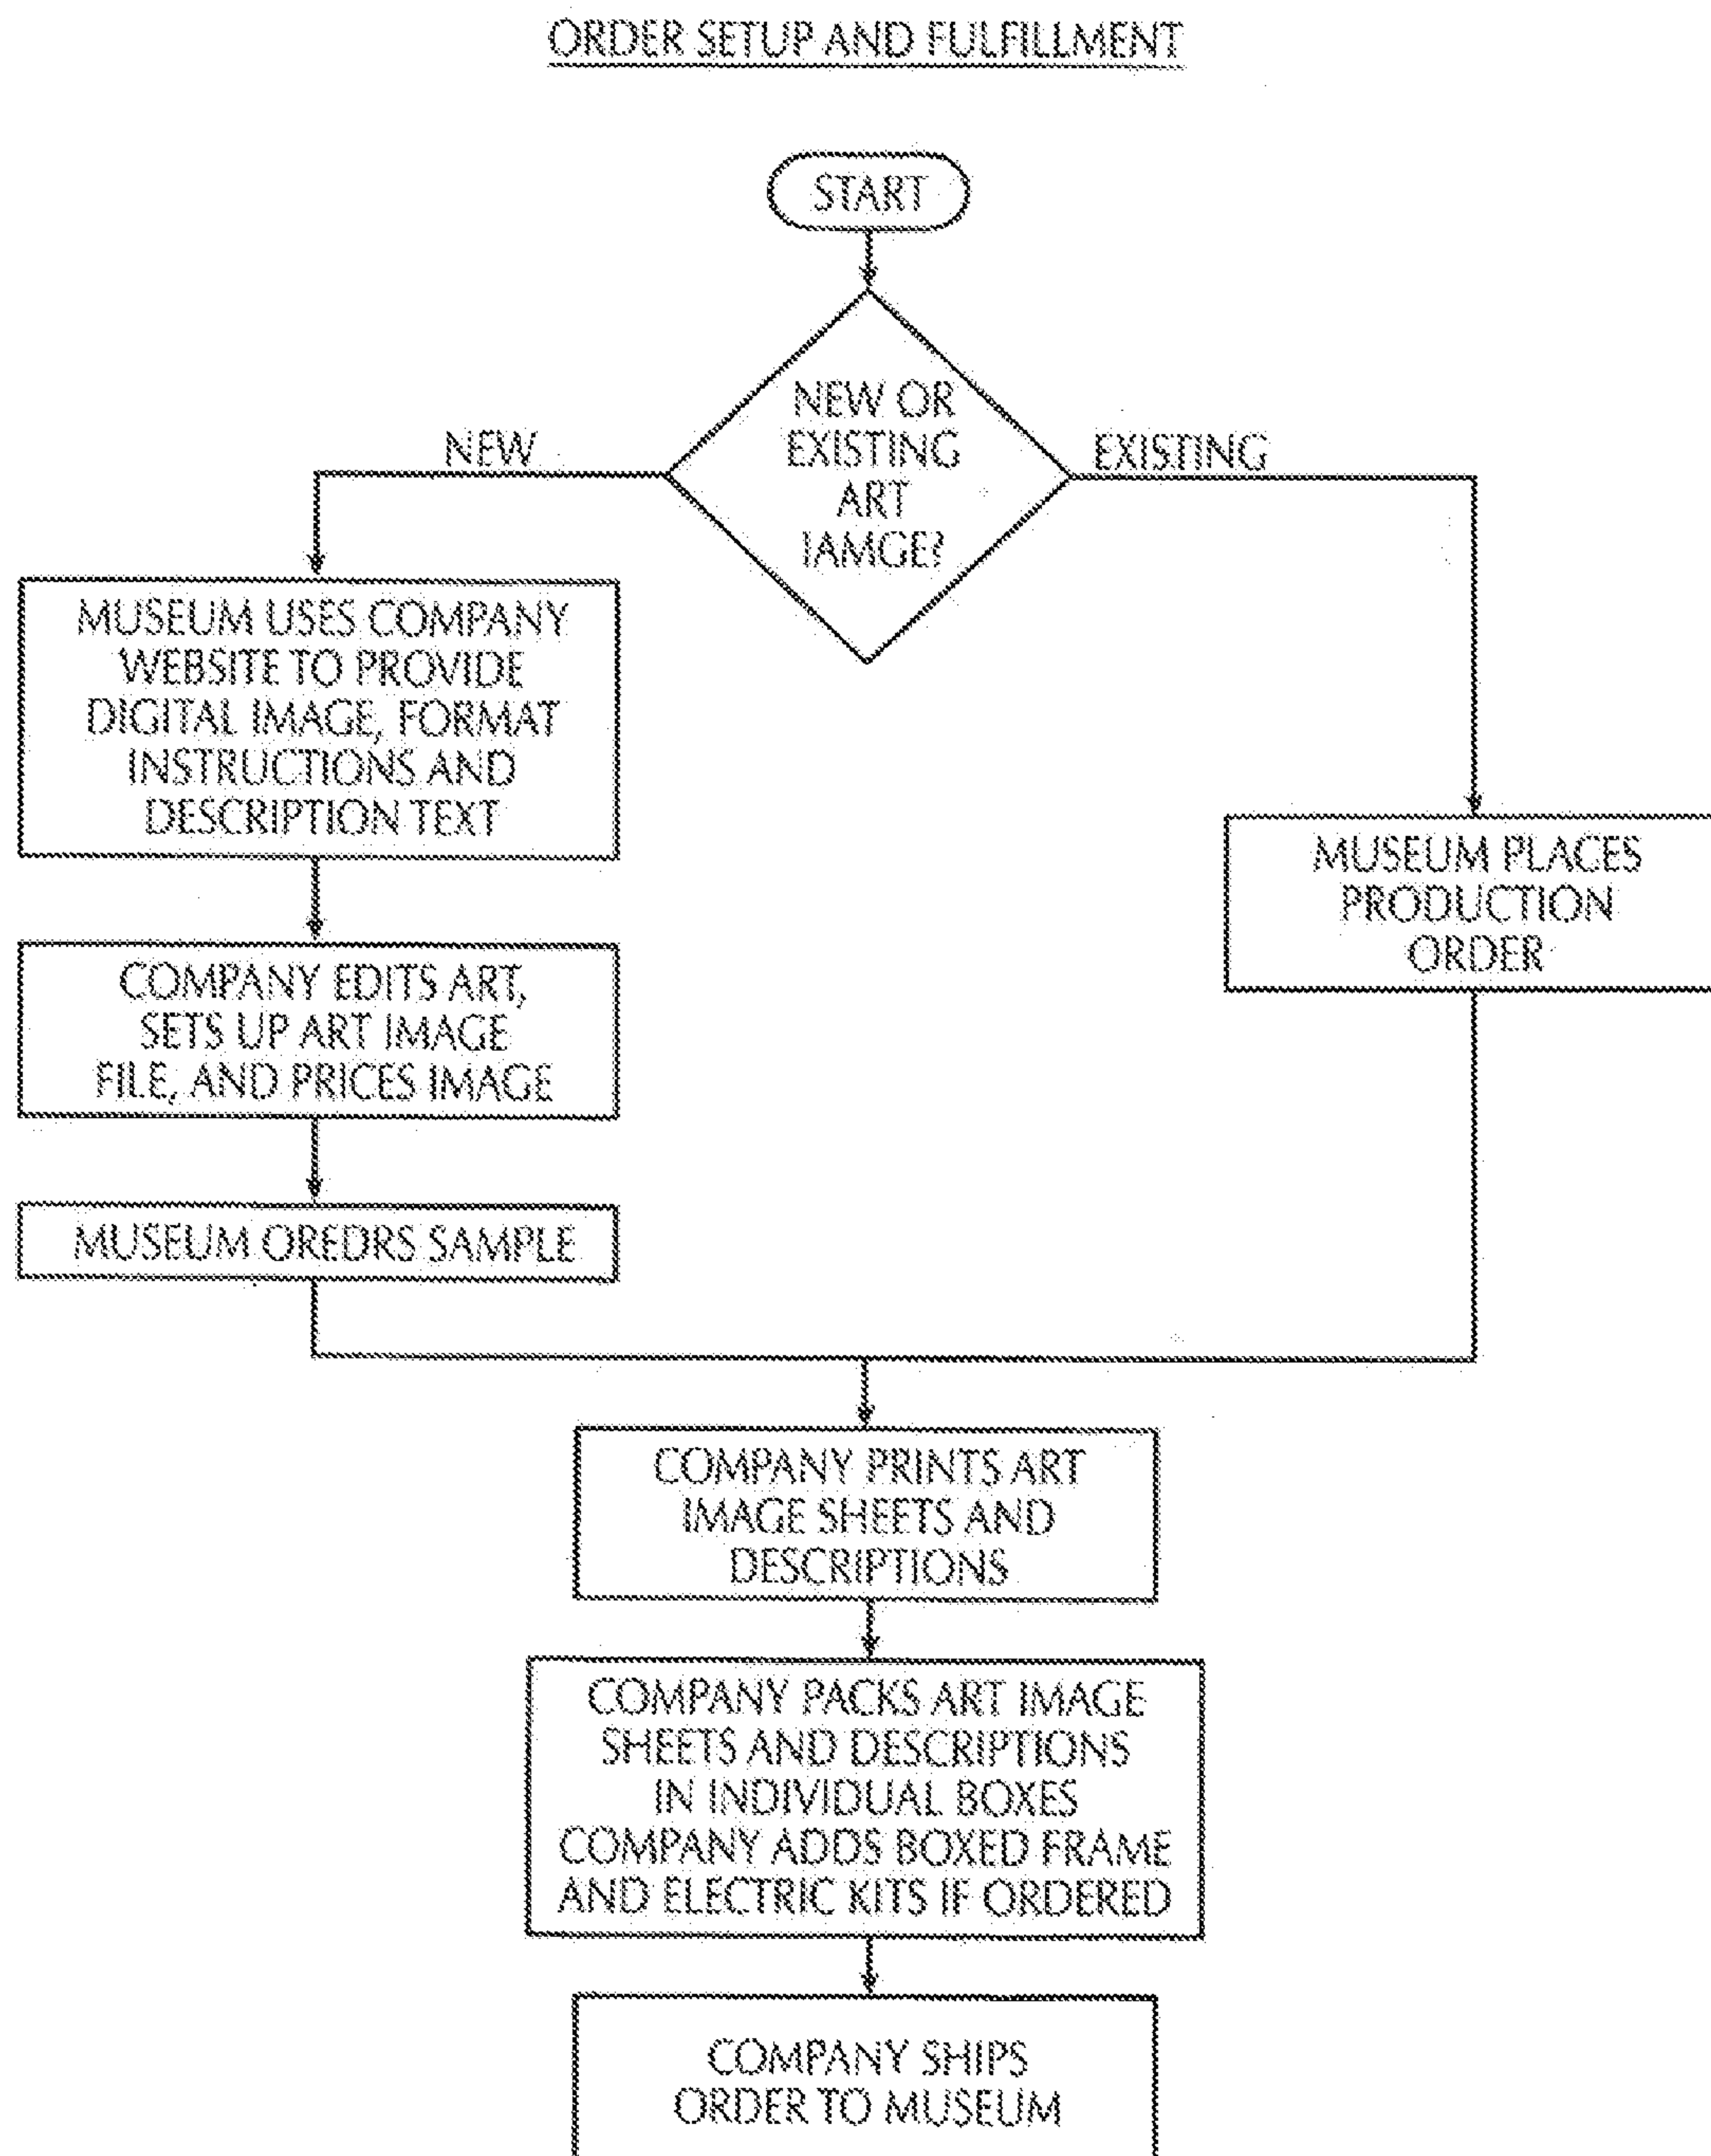 ORDER SETUP AND FULFILLMENT
START
NEW OR
EXISTING
ART
IAMGE?
NEW
EXISTING
MUSEUM USES COMPANY
WEBSITE TO PROVIDE
DIGITAL IMAGE, FORMAT
INSTRUCTIONS AND
DESCRIPTION TEXT
COMPANY EDITS ART,
SETS UP ART IMAGE
FILE, AND PRICES IMAGE
MUSEUM OREDRS SAMPLE
MUSEUM PLACES
PRODUCTION
ORDER
COMPANY PRINTS ART
IMAGE SHEETS AND
DESCRIPTIONS
COMPANY PACKS ART IMAGE
SHEETS AND DESCRIPTIONS
IN INDIVIDUAL BOXES
COMPANY ADDS BOXED FRAME
AND ELECTRIC KITS IF ORDERED
COMPANY SHIPS
ORDER TO MUSEUM